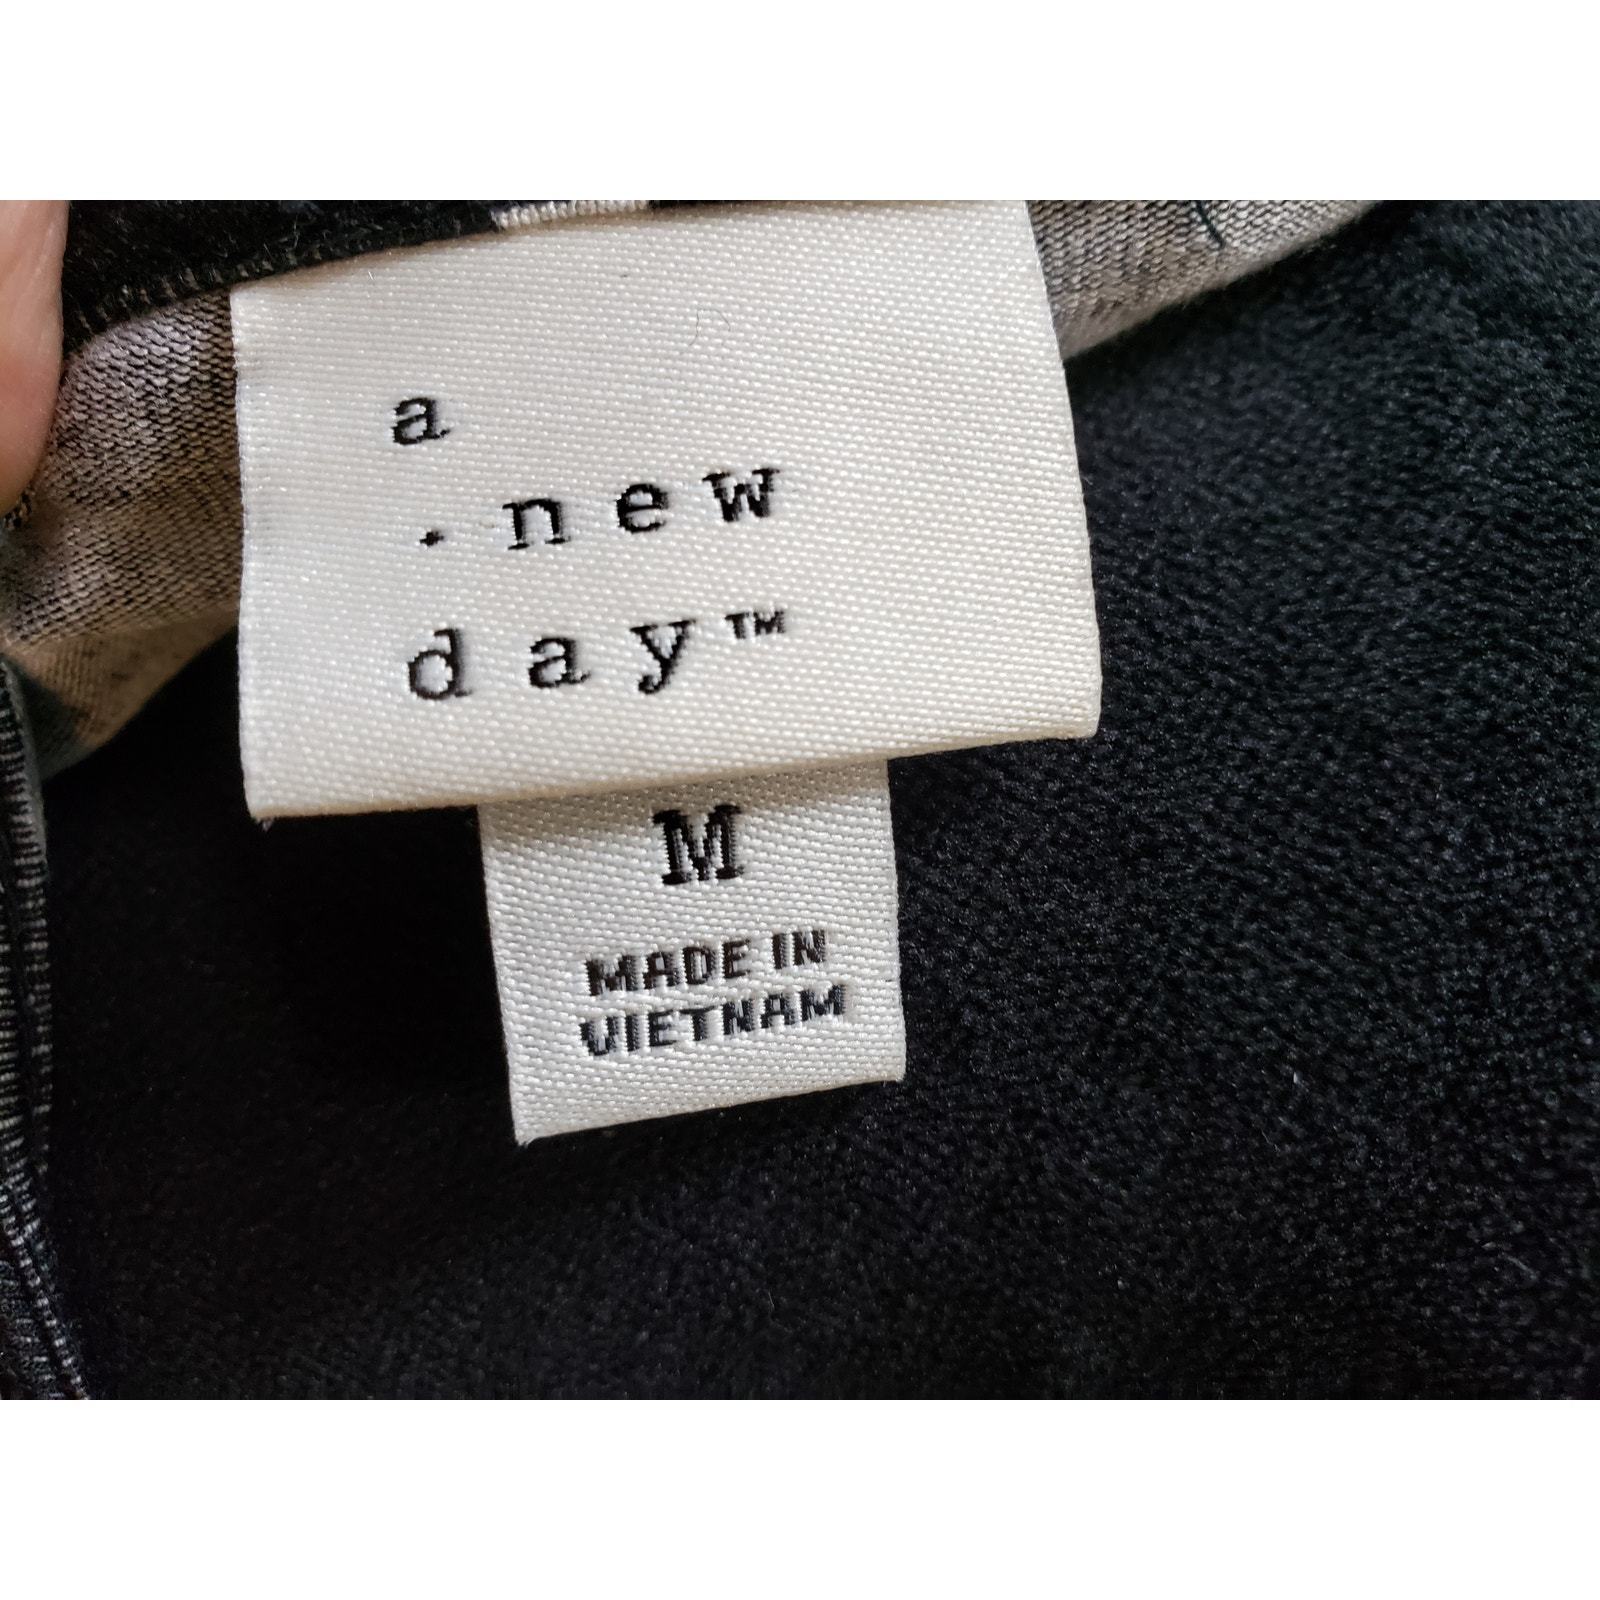 a
. new
day™
M
MADE IN
VIETNAM